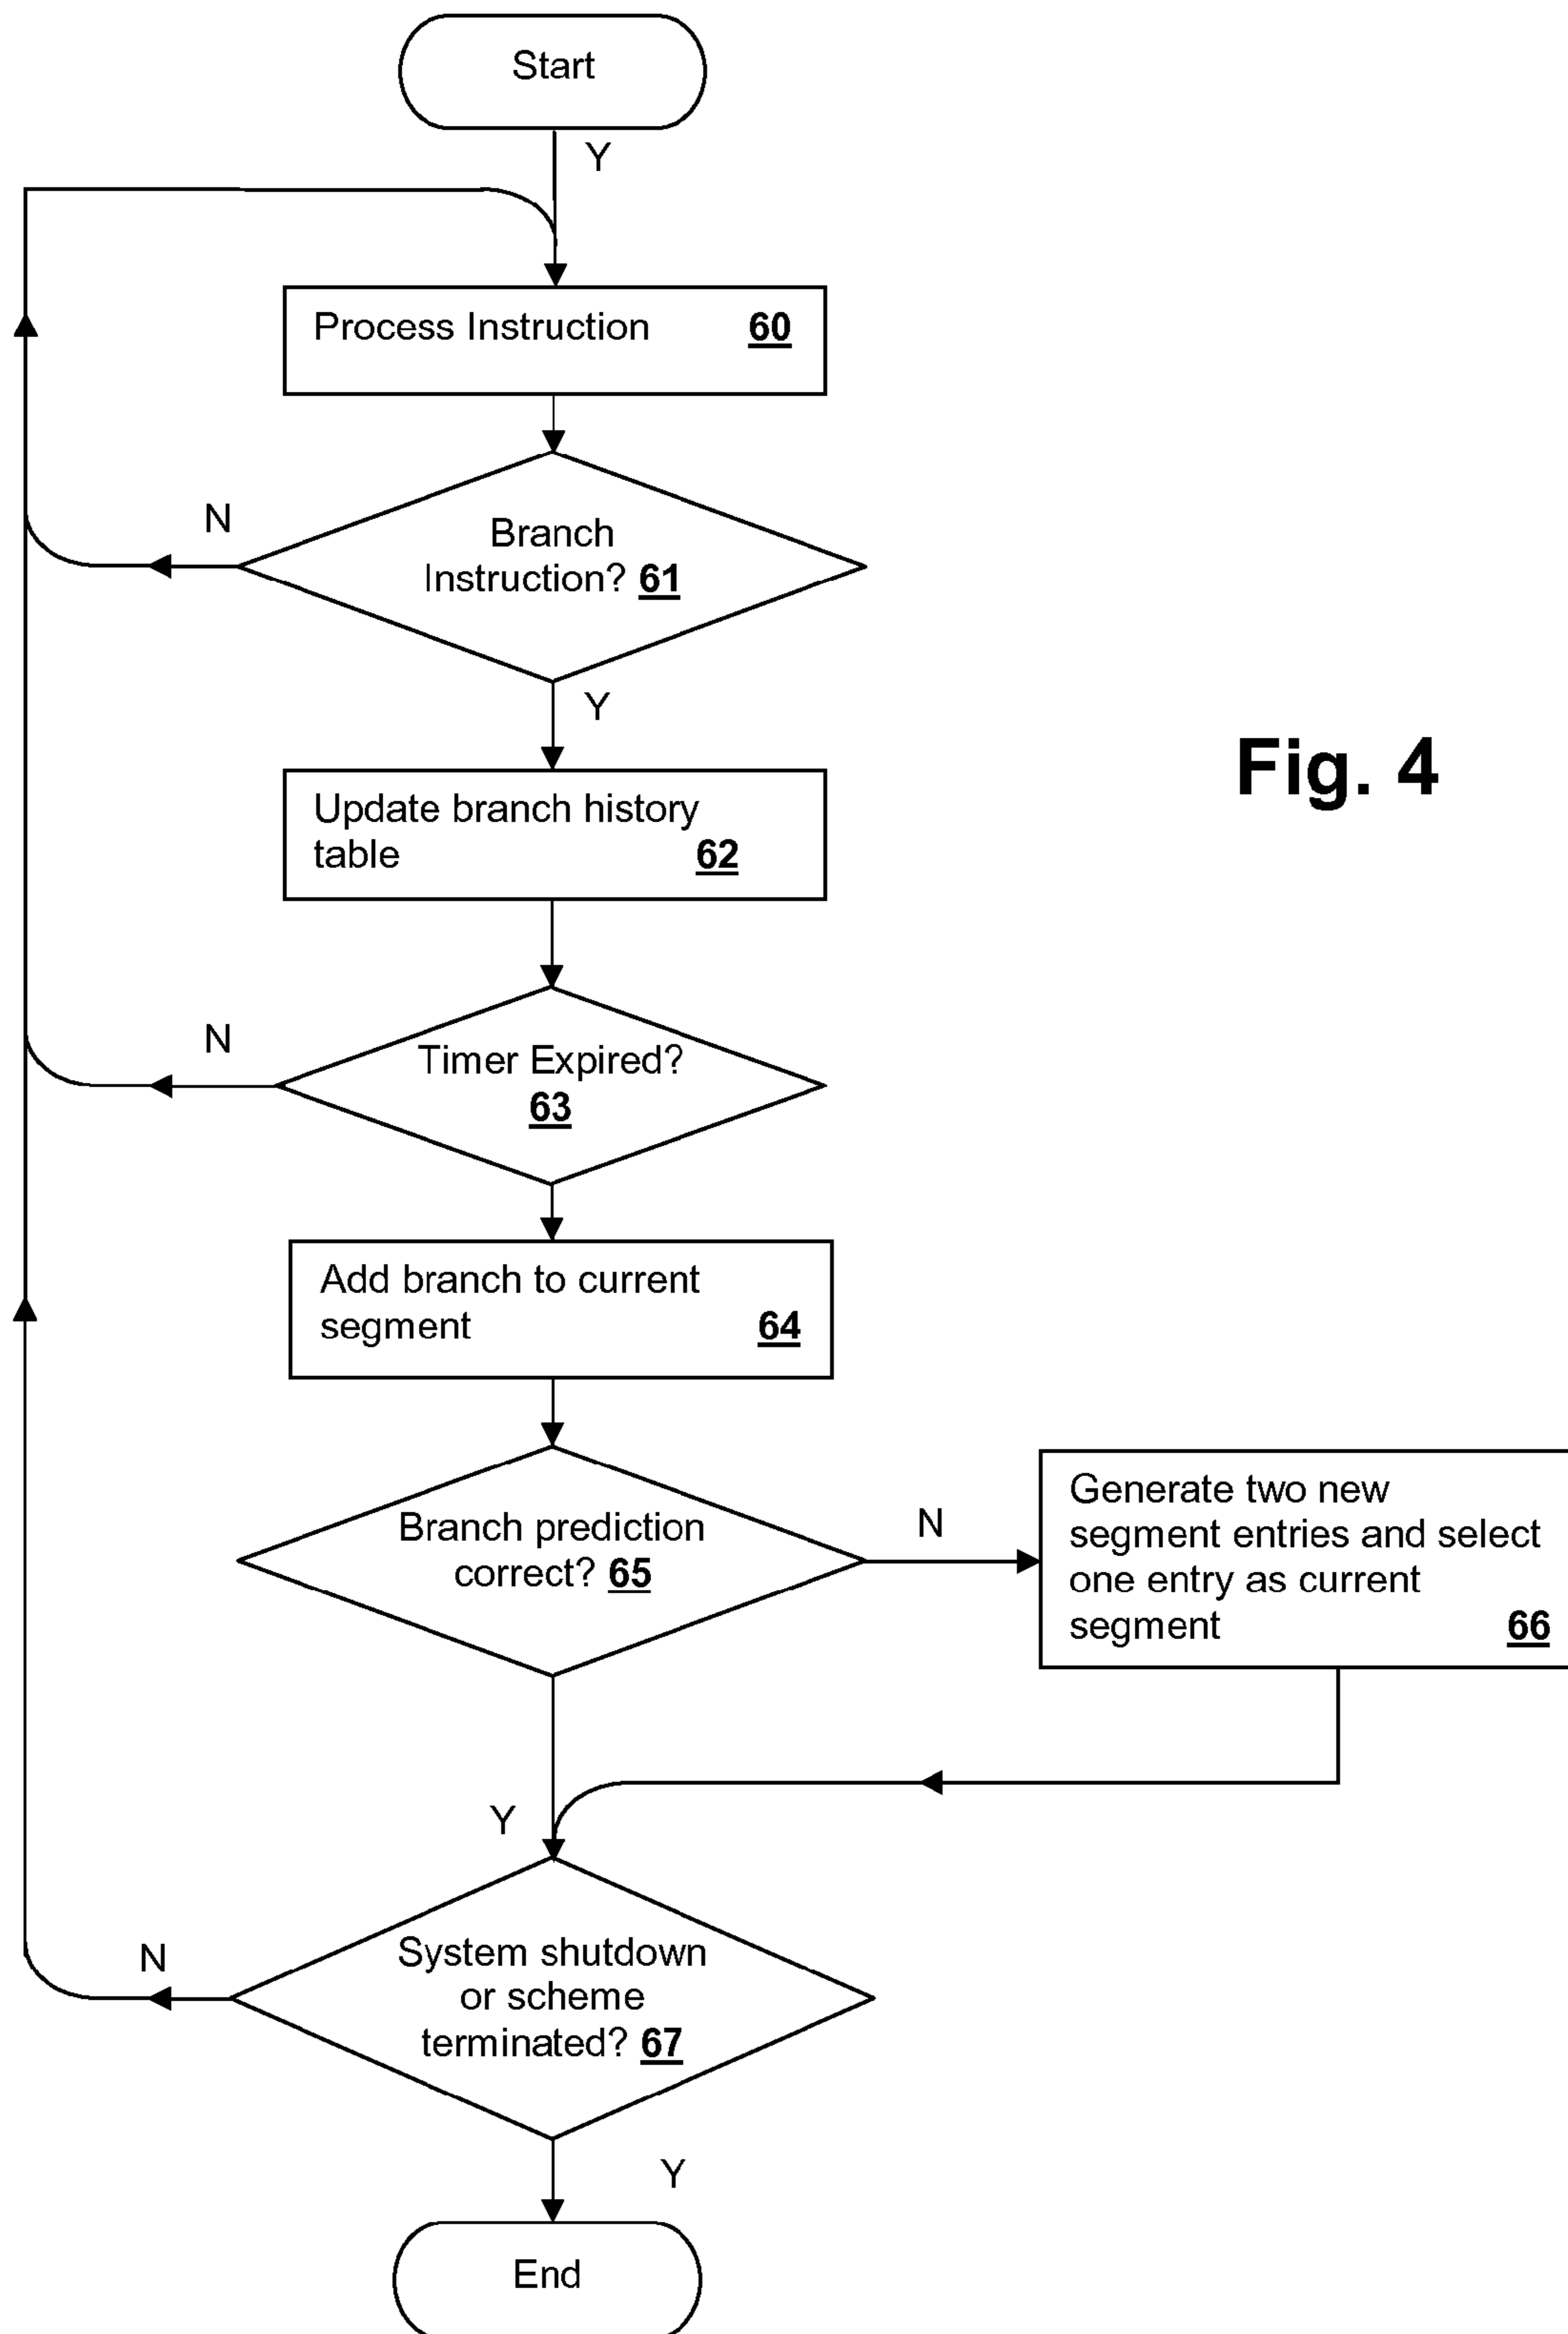 Start
Y
Process Instruction 60
N
Branch
Instruction? 61
Y
Update branch history
table 62
Fig. 4
N
Timer Expired?
63
Add branch to current
segment 64
Branch prediction
correct? 65
N
Generate two new
segment entries and select
one entry as current
segment 66
Y
N
System shutdown
or scheme
terminated? 67
Y
End